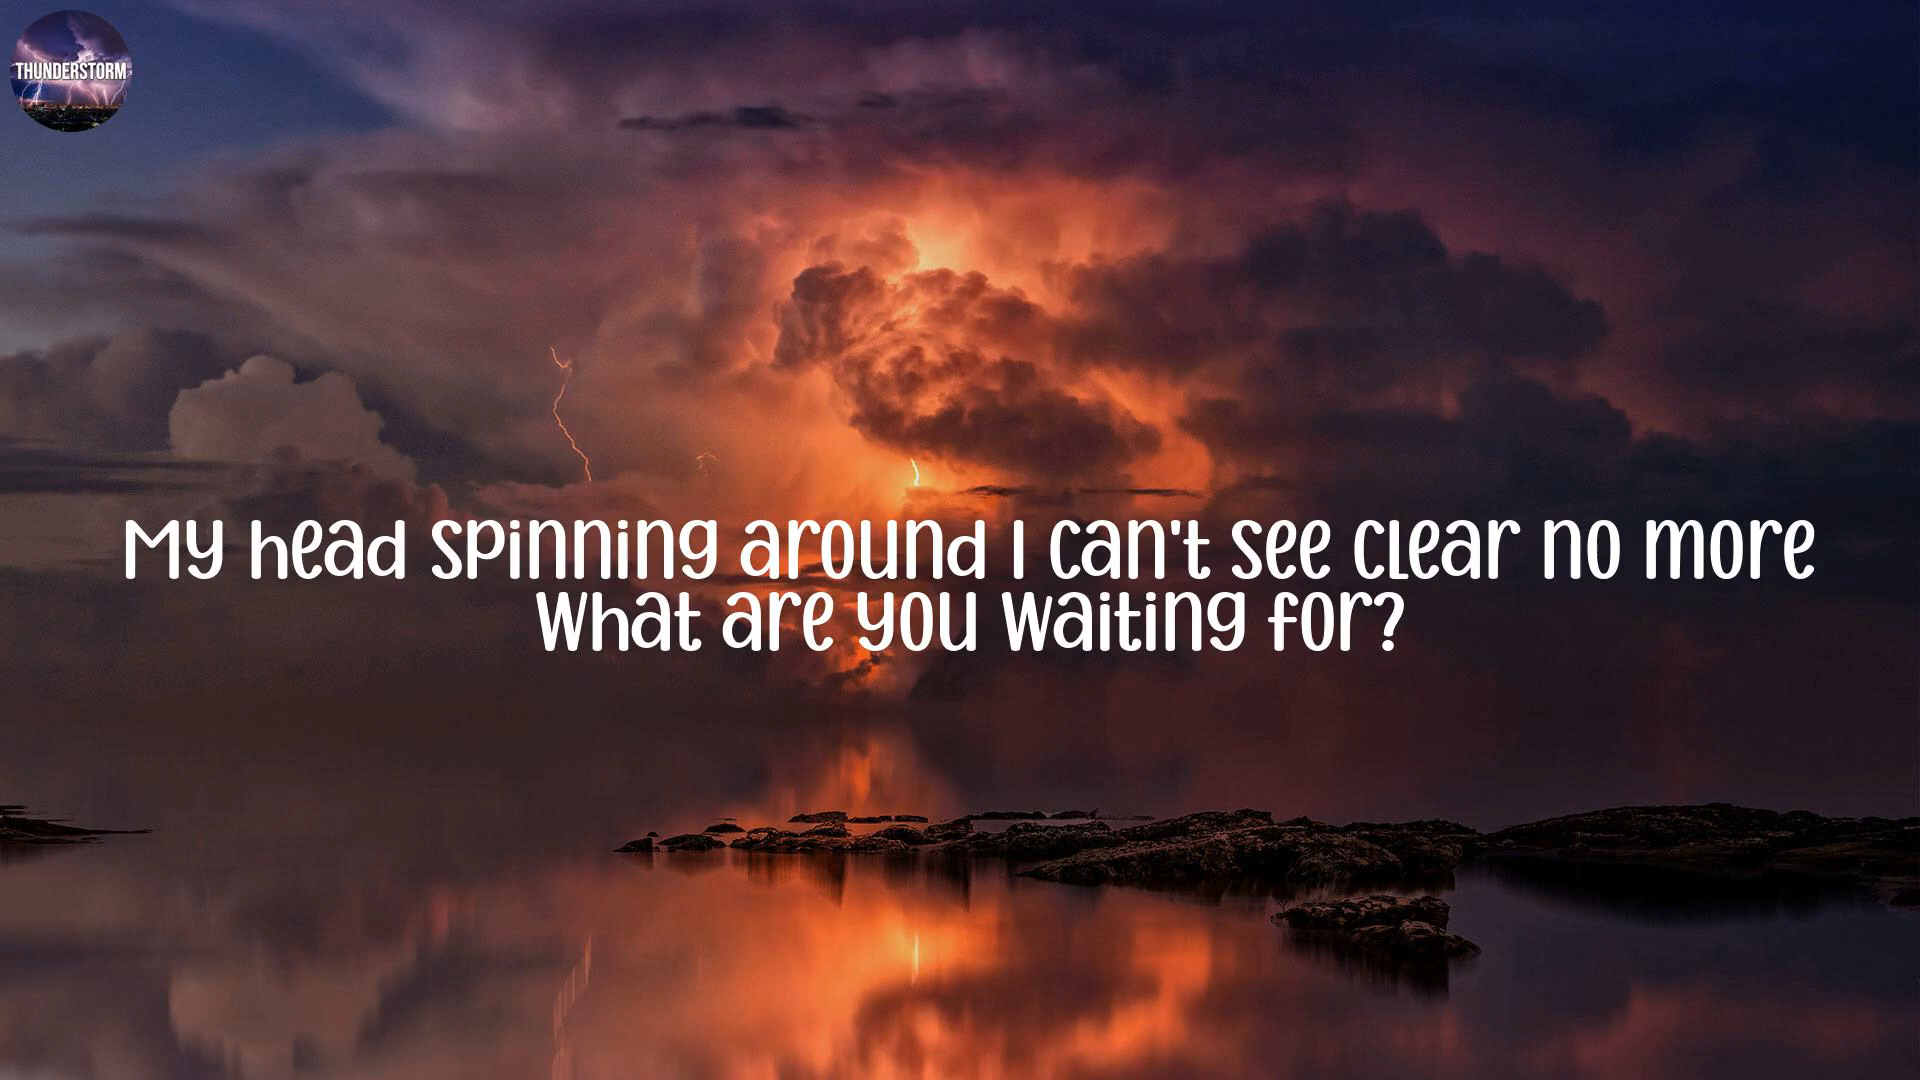 THUNDERSTORM
My head spinning around I can't see clear no more
What are you waiting for?